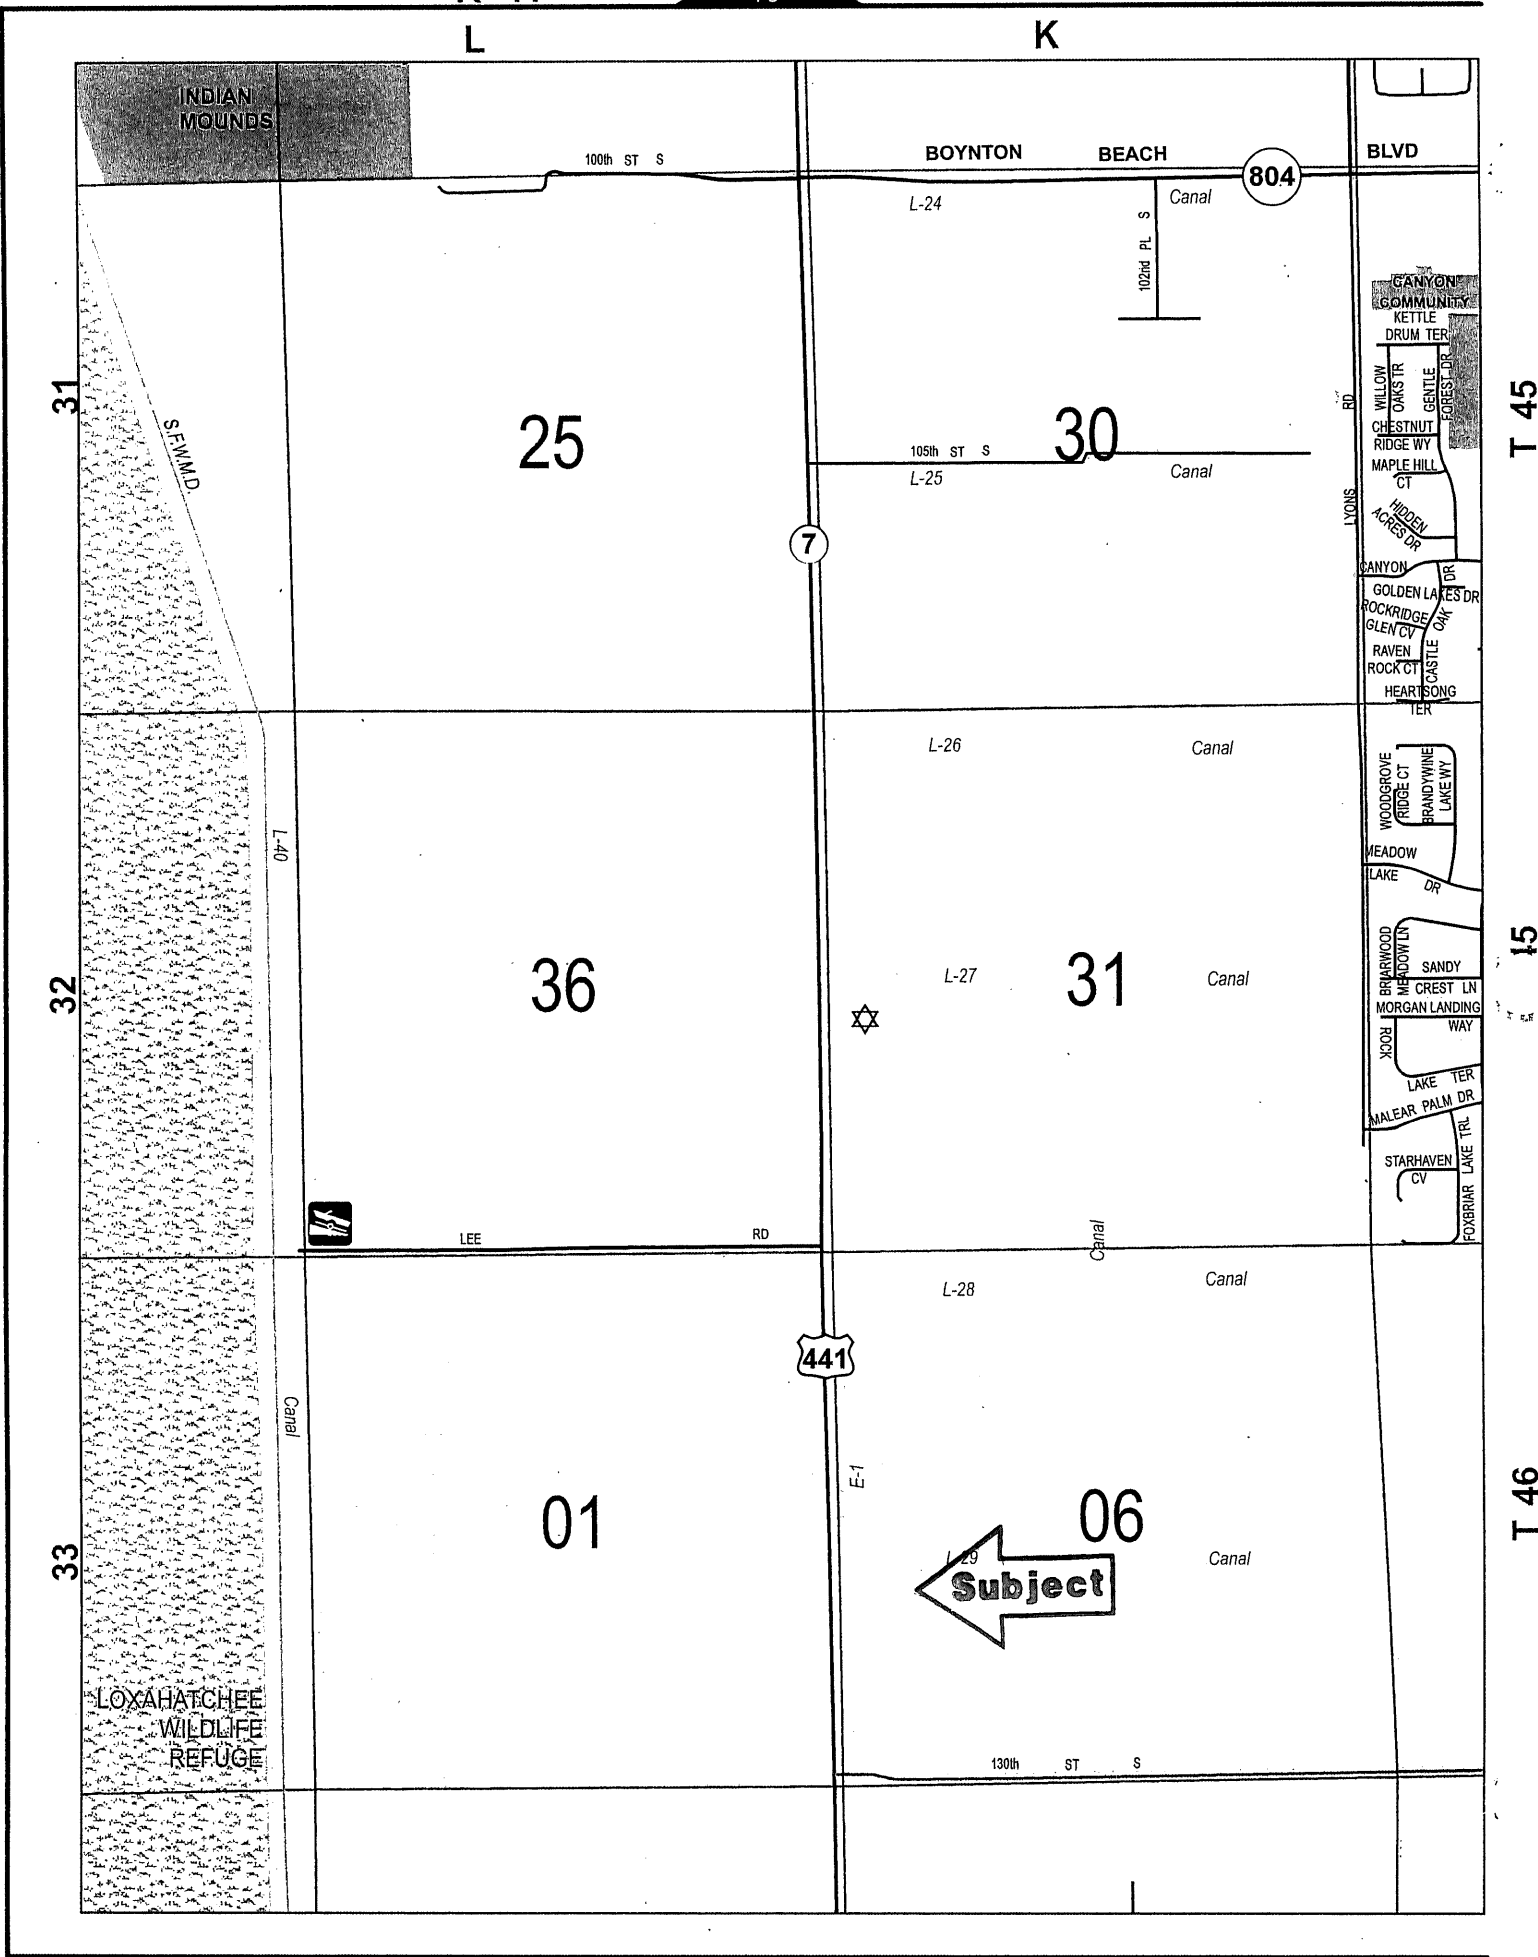 L
K
INDIAN
MOUNDS
100th ST S
BOYNTON BEACH BLVD
804
L-24
Canal
102nd PL S
CANYON
COMMUNITY
KETTLE
DRUM TER
WILLOW
OAKS TR
GENTLE
FOREST DR
31
T 45
S.F.W.M.D.
25
30
RD
CHESTNUT
RIDGE WY
105th ST S
L-25
Canal
MAPLE HILL
CT
LYONS
HIDDEN
ACRES DR
7
CANYON
DR
GOLDEN LAKES DR
ROCKRIDGE
GLEN CV
OAK
RAVEN
ROCK CT
CASTLE
HEARTSONG
TER
L-26
Canal
WOODGROVE
RIDGE CT
BRANDYWINE
LAKE WY
L-40
MEADOW
LAKE DR
32
36
L-27
31
Canal
BRIARWOOD
MEADOW LN
SANDY
CREST LN
MORGAN LANDING
WAY
15
ROCK
LAKE TER
MALEAR PALM DR
STARHAVEN
CV
FOXBRIAR LAKE TRL
LEE RD
Canal
L-28
Canal
441
Canal
E-1
33
01
06
T 46
L-29
Canal
Subject
LOXAHATCHEE
WILDLIFE
REFUGE
130th ST S